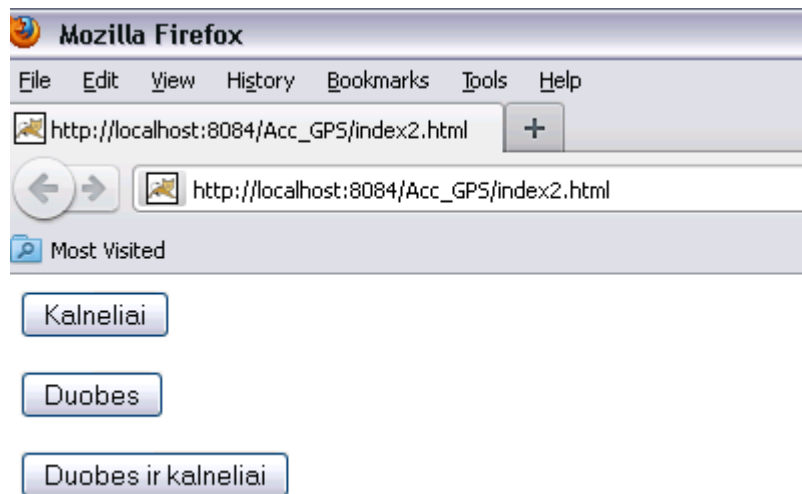 Mozilla Firefox
File Edit View History Bookmarks Tools Help
http://localhost:8084/Acc_GPS/index2.html +
http://localhost:8084/Acc_GPS/index2.html
Most Visited
Kalneliai
Duobes
Duobes ir kalneliai